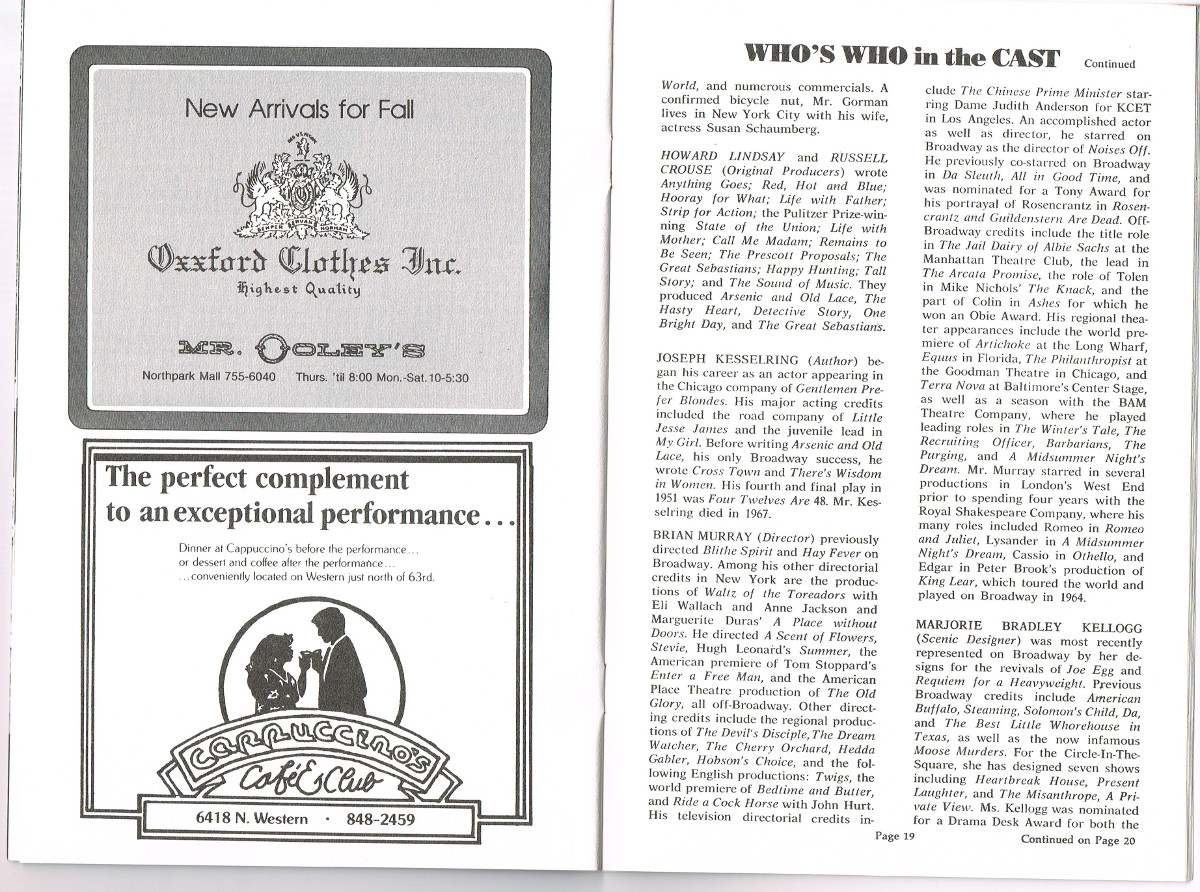 New Arrivals for Fall
SEMPER SERVARE NORMAM
Oxxford Clothes Inc.
Highest Quality
MR. OOLEY'S
Northpark Mall 755-6040 Thurs. 'til 8:00 Mon.-Sat. 10-5:30
The perfect complement
to an exceptional performance...
Dinner at Cappuccino's before the performance...
or dessert and coffee after the performance...
...conveniently located on Western just north of 63rd.
cappuccino's
Café & Club
6418 N. Western · 848-2459
WHO'S WHO in the CAST Continued
World, and numerous commercials. A
confirmed bicycle nut, Mr. Gorman
lives in New York City with his wife,
actress Susan Schaumberg.
HOWARD LINDSAY and RUSSELL
CROUSE (Original Producers) wrote
Anything Goes; Red, Hot and Blue;
Hooray for What; Life with Father;
Strip for Action; the Pulitzer Prize-win-
ning State of the Union; Life with
Mother; Call Me Madam; Remains to
Be Seen; The Prescott Proposals; The
Great Sebastians; Happy Hunting; Tall
Story; and The Sound of Music. They
produced Arsenic and Old Lace, The
Hasty Heart, Detective Story, One
Bright Day, and The Great Sebastians.
JOSEPH KESSELRING (Author) be-
gan his career as an actor appearing in
the Chicago company of Gentlemen Pre-
fer Blondes. His major acting credits
included the road company of Little
Jesse James and the juvenile lead in
My Girl. Before writing Arsenic and Old
Lace, his only Broadway success, he
wrote Cross Town and There's Wisdom
in Women. His fourth and final play in
1951 was Four Twelves Are 48. Mr. Kes-
selring died in 1967.
BRIAN MURRAY (Director) previously
directed Blithe Spirit and Hay Fever on
Broadway. Among his other directorial
credits in New York are the produc-
tions of Waltz of the Toreadors with
Eli Wallach and Anne Jackson and
Marguerite Duras' A Place without
Doors. He directed A Scent of Flowers,
Stevie, Hugh Leonard's Summer, the
American premiere of Tom Stoppard's
Enter a Free Man, and the American
Place Theatre production of The Old
Glory, all off-Broadway. Other direct-
ing credits include the regional produc-
tions of The Devil's Disciple, The Dream
Watcher, The Cherry Orchard, Hedda
Gabler, Hobson's Choice, and the fol-
lowing English productions: Twigs, the
world premiere of Bedtime and Butter,
and Ride a Cock Horse with John Hurt.
His television directorial credits in-
clude The Chinese Prime Minister star-
ring Dame Judith Anderson for KCET
in Los Angeles. An accomplished actor
as well as director, he starred on
Broadway as the director of Noises Off.
He previously co-starred on Broadway
in Da Sleuth, All in Good Time, and
was nominated for a Tony Award for
his portrayal of Rosencrantz in Rosen-
crantz and Guildenstern Are Dead. Off-
Broadway credits include the title role
in The Jail Dairy of Albie Sachs at the
Manhattan Theatre Club, the lead in
The Arcata Promise, the role of Tolen
in Mike Nichols' The Knack, and the
part of Colin in Ashes for which he
won an Obie Award. His regional thea-
ter appearances include the world pre-
miere of Artichoke at the Long Wharf,
Equus in Florida, The Philanthropist at
the Goodman Theatre in Chicago, and
Terra Nova at Baltimore's Center Stage,
as well as a season with the BAM
Theatre Company, where he played
leading roles in The Winter's Tale, The
Recruiting Officer, Barbarians, The
Purging, and A Midsummer Night's
Dream. Mr. Murray starred in several
productions in London's West End
prior to spending four years with the
Royal Shakespeare Company, where his
many roles included Romeo in Romeo
and Juliet, Lysander in A Midsummer
Night's Dream, Cassio in Othello, and
Edgar in Peter Brook's production of
King Lear, which toured the world and
played on Broadway in 1964.
MARJORIE BRADLEY KELLOGG
(Scenic Designer) was most recently
represented on Broadway by her de-
signs for the revivals of Joe Egg and
Requiem for a Heavyweight. Previous
Broadway credits include American
Buffalo, Steaming, Solomon's Child, Da,
and The Best Little Whorehouse in
Texas, as well as the now infamous
Moose Murders. For the Circle-In-The-
Square, she has designed seven shows
including Heartbreak House, Present
Laughter, and The Misanthrope, A Pri-
vate View. Ms. Kellogg was nominated
for a Drama Desk Award for both the
Page 19 Continued on Page 20